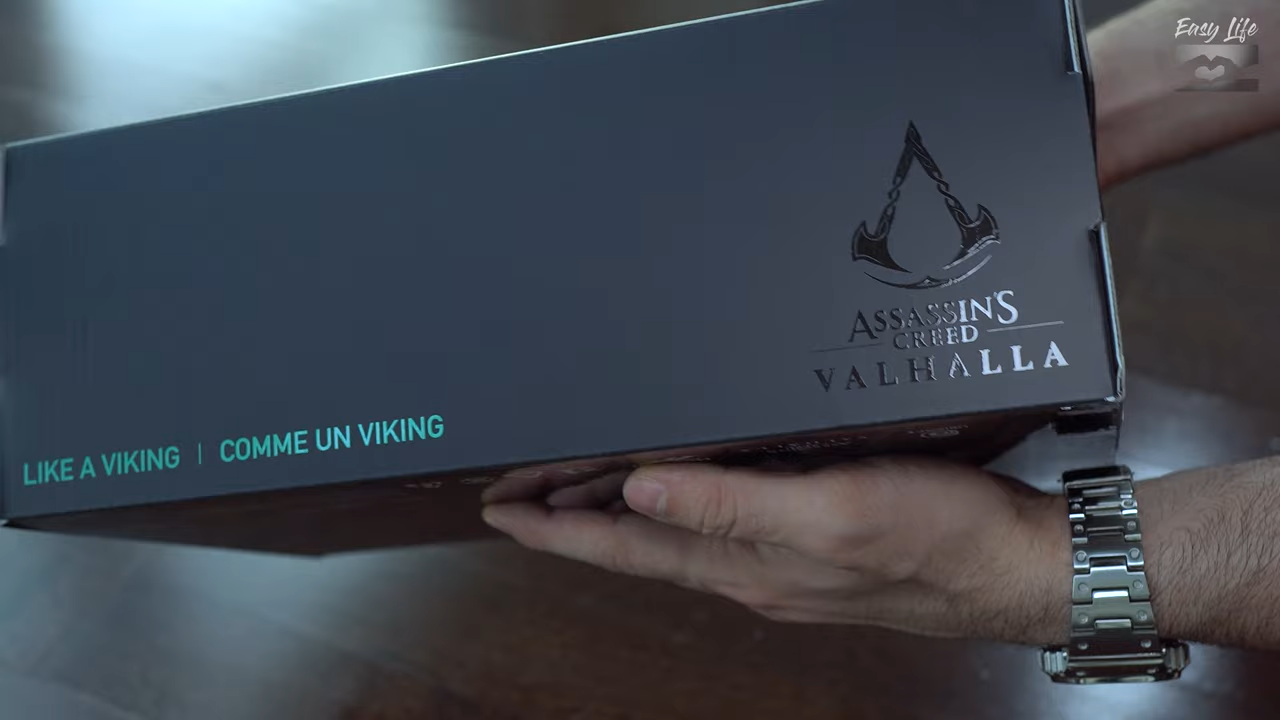 Easy Life
ASSASSIN'S
CREED
VALHALLA
LIKE A VIKING | COMME UN VIKING